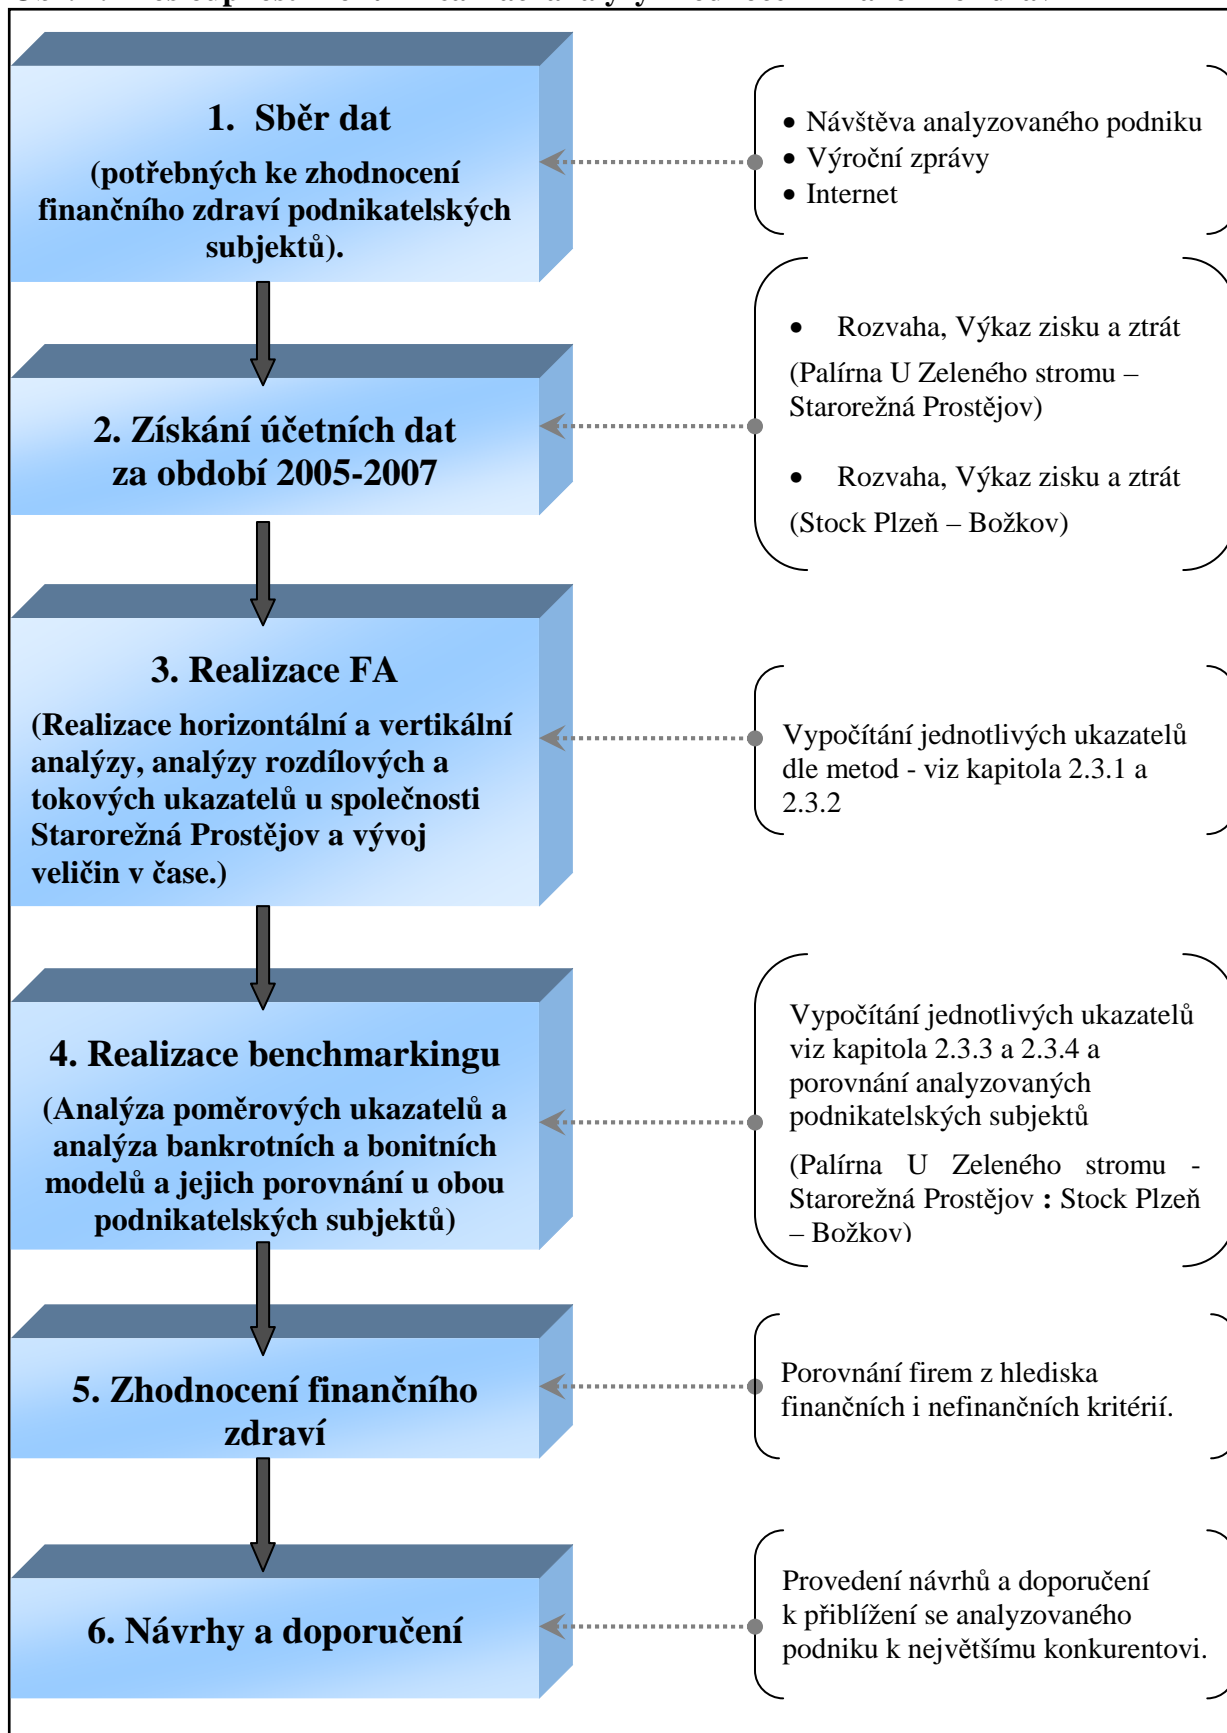 1. Sběr dat
(potřebných ke zhodnocení
finančního zdraví podnikatelských
subjektů).
• Návštěva analyzovaného podniku
• Výroční zprávy
• Internet
2. Získání účetních dat
za období 2005-2007
• Rozvaha, Výkaz zisku a ztrát
(Palírna U Zeleného stromu –
Starorežná Prostějov)
• Rozvaha, Výkaz zisku a ztrát
(Stock Plzeň – Božkov)
3. Realizace FA
(Realizace horizontální a vertikální
analýzy, analýzy rozdílových a
tokových ukazatelů u společnosti
Starorežná Prostějov a vývoj
veličin v čase.)
Vypočítání jednotlivých ukazatelů
dle metod - viz kapitola 2.3.1 a
2.3.2
4. Realizace benchmarkingu
(Analýza poměrových ukazatelů a
analýza bankrotních a bonitních
modelů a jejich porovnání u obou
podnikatelských subjektů)
Vypočítání jednotlivých ukazatelů
viz kapitola 2.3.3 a 2.3.4 a
porovnání analyzovaných
podnikatelských subjektů
(Palírna U Zeleného stromu -
Starorežná Prostějov : Stock Plzeň
– Božkov)
5. Zhodnocení finančního
zdraví
Porovnání firem z hlediska
finančních i nefinančních kritérií.
6. Návrhy a doporučení
Provedení návrhů a doporučení
k přiblížení se analyzovaného
podniku k největšímu konkurentovi.